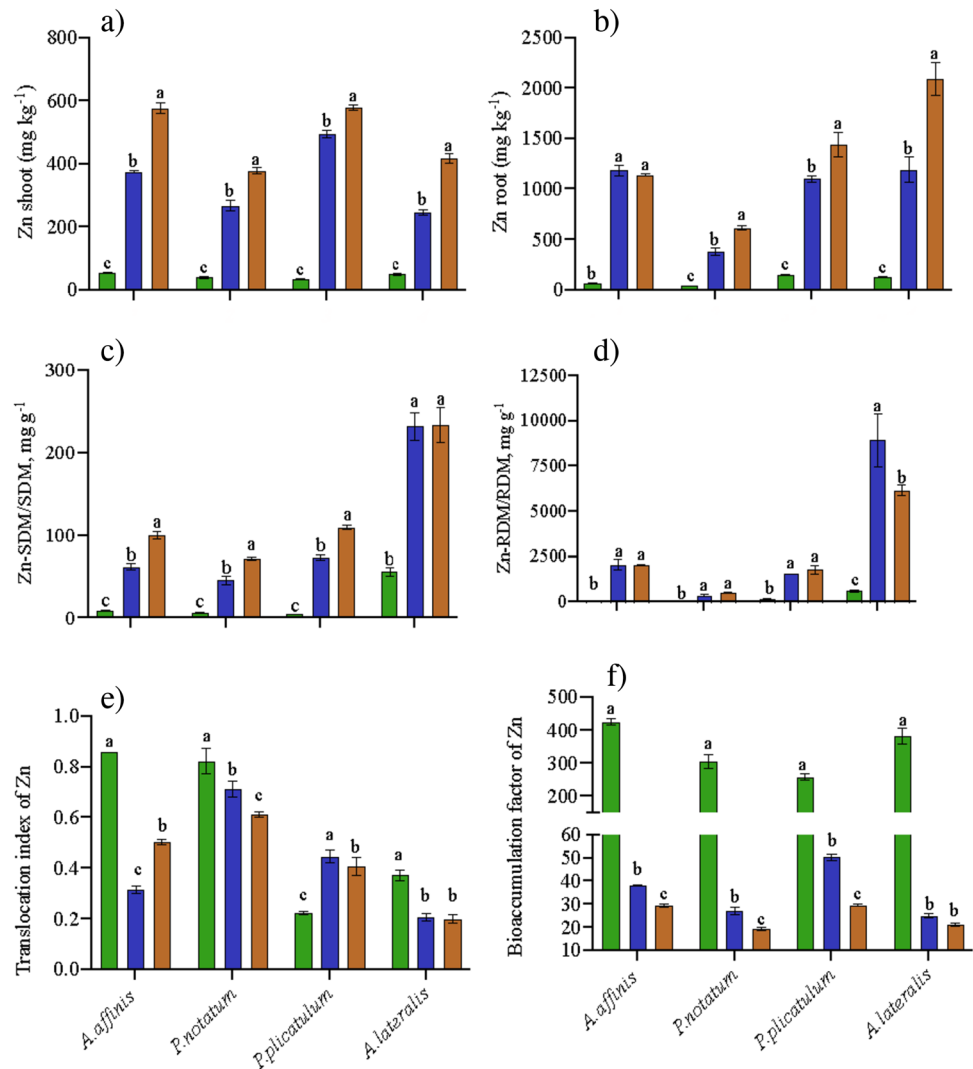 a)
Zn shoot (mg kg⁻¹)
800
600
400
200
0
c b a
c b a
c b a
c b a
b)
Zn root (mg kg⁻¹)
2500
2000
1500
1000
500
0
b a a
c b a
c b a
c b a
c)
Zn-SDM/SDM, mg g⁻¹
300
200
100
0
c b a
c b a
c b a
b a a
d)
Zn-RDM/RDM, mg g⁻¹
12500
10000
7500
5000
2500
0
b a a
b a a
b a a
c a b
e)
Translocation index of Zn
1.0
0.8
0.6
0.4
0.2
0.0
a c b
a b c
c a b
a b b
A.affinis
P.notatum
P.plicatulum
A.lateralis
f)
Bioaccumulation factor of Zn
500
400
300
200
60
50
40
30
20
10
a b c
a b c
a b c
a b b
A.affinis
P.notatum
P.plicatulum
A.lateralis